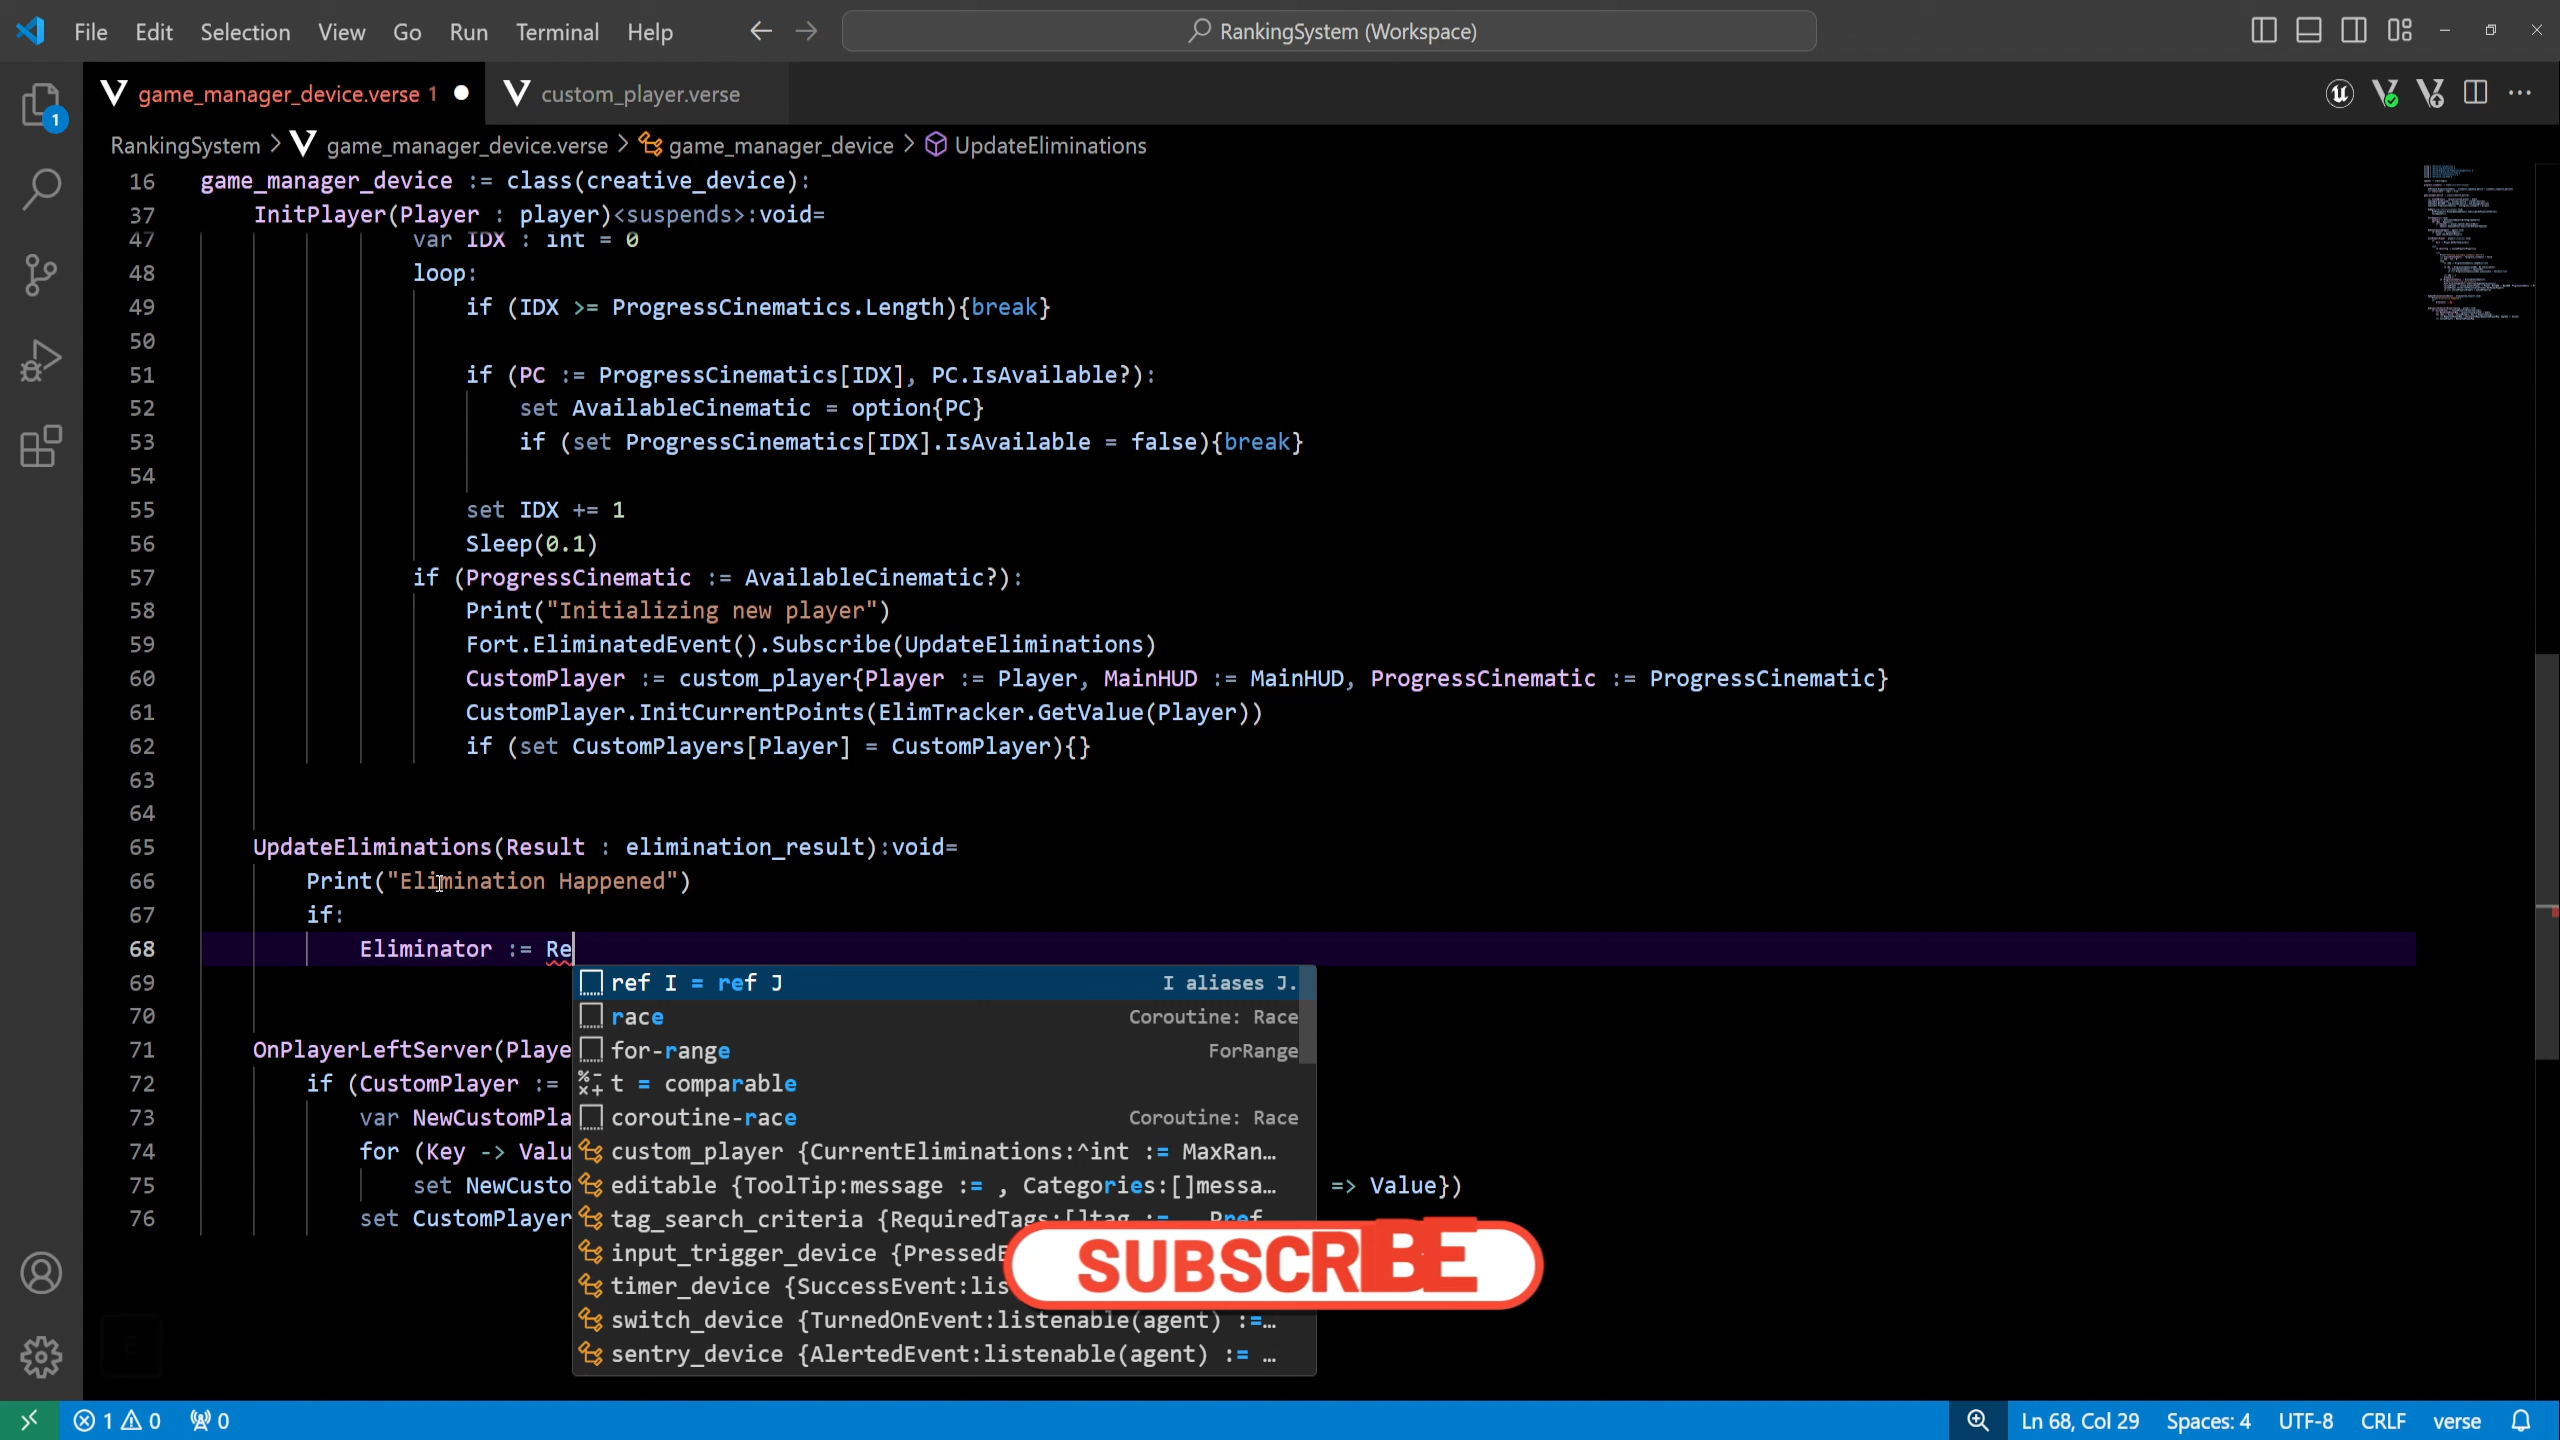 File Edit Selection View Go Run Terminal Help
RankingSystem (Workspace)
game_manager_device.verse 1
custom_player.verse
RankingSystem > game_manager_device.verse > game_manager_device > UpdateEliminations
16 game_manager_device := class(creative_device):
37 InitPlayer(Player : player)<suspends>:void=
47 var IDX : int = 0
48 loop:
49 if (IDX >= ProgressCinematics.Length){break}
50
51 if (PC := ProgressCinematics[IDX], PC.IsAvailable?):
52 set AvailableCinematic = option{PC}
53 if (set ProgressCinematics[IDX].IsAvailable = false){break}
54
55 set IDX += 1
56 Sleep(0.1)
57 if (ProgressCinematic := AvailableCinematic?):
58 Print("Initializing new player")
59 Fort.EliminatedEvent().Subscribe(UpdateEliminations)
60 CustomPlayer := custom_player{Player := Player, MainHUD := MainHUD, ProgressCinematic := ProgressCinematic}
61 CustomPlayer.InitCurrentPoints(ElimTracker.GetValue(Player))
62 if (set CustomPlayers[Player] = CustomPlayer){}
63
64
65 UpdateEliminations(Result : elimination_result):void=
66 Print("Elimination Happened")
67 if:
68 Eliminator := Re
69 ref I = ref J I aliases J.
70 race Coroutine: Race
71 OnPlayerLeftServer(Playe for-range ForRange
72 if (CustomPlayer := t = comparable
73 var NewCustomPla coroutine-race Coroutine: Race
74 for (Key -> Valu custom_player {CurrentEliminations:^int := MaxRan…
75 set NewCusto editable {ToolTip:message := , Categories:[]messa… => Value})
76 set CustomPlayer tag_search_criteria {RequiredTags:[]tag := , Pref
input_trigger_device {PressedE
SUBSCRIBE
timer_device {SuccessEvent:lis
switch_device {TurnedOnEvent:listenable(agent) :=…
sentry_device {AlertedEvent:listenable(agent) := …
1 0 0 Ln 68, Col 29 Spaces: 4 UTF-8 CRLF verse